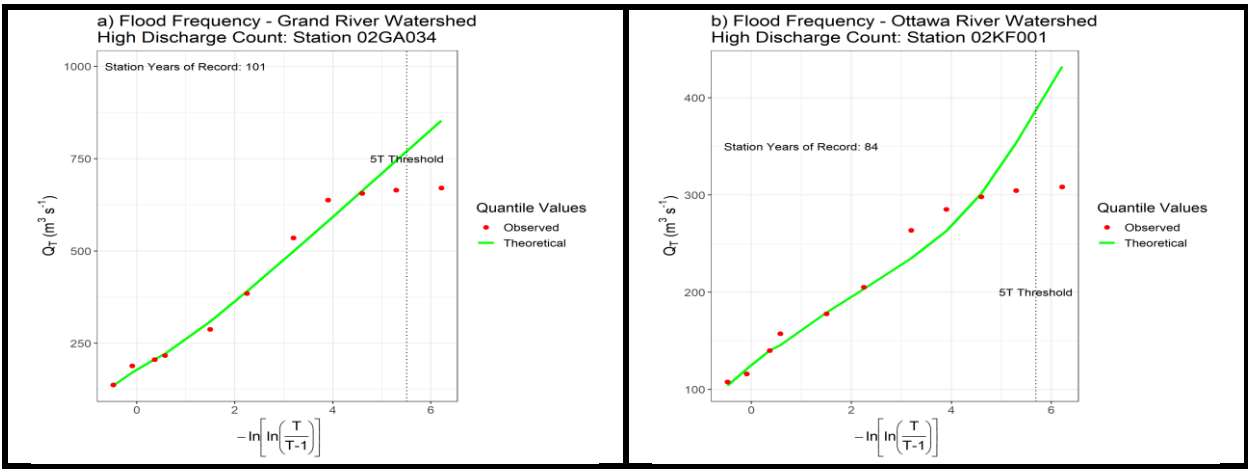 a) Flood Frequency - Grand River Watershed
High Discharge Count: Station 02GA034
Station Years of Record: 101
5T Threshold
1000
750
500
250
Q_T (m³ s⁻¹)
0 2 4 6
−ln[ln(T/T-1)]
Quantile Values
Observed
Theoretical
b) Flood Frequency - Ottawa River Watershed
High Discharge Count: Station 02KF001
Station Years of Record: 84
5T Threshold
400
300
200
100
Q_T (m³ s⁻¹)
0 2 4 6
−ln[ln(T/T-1)]
Quantile Values
Observed
Theoretical